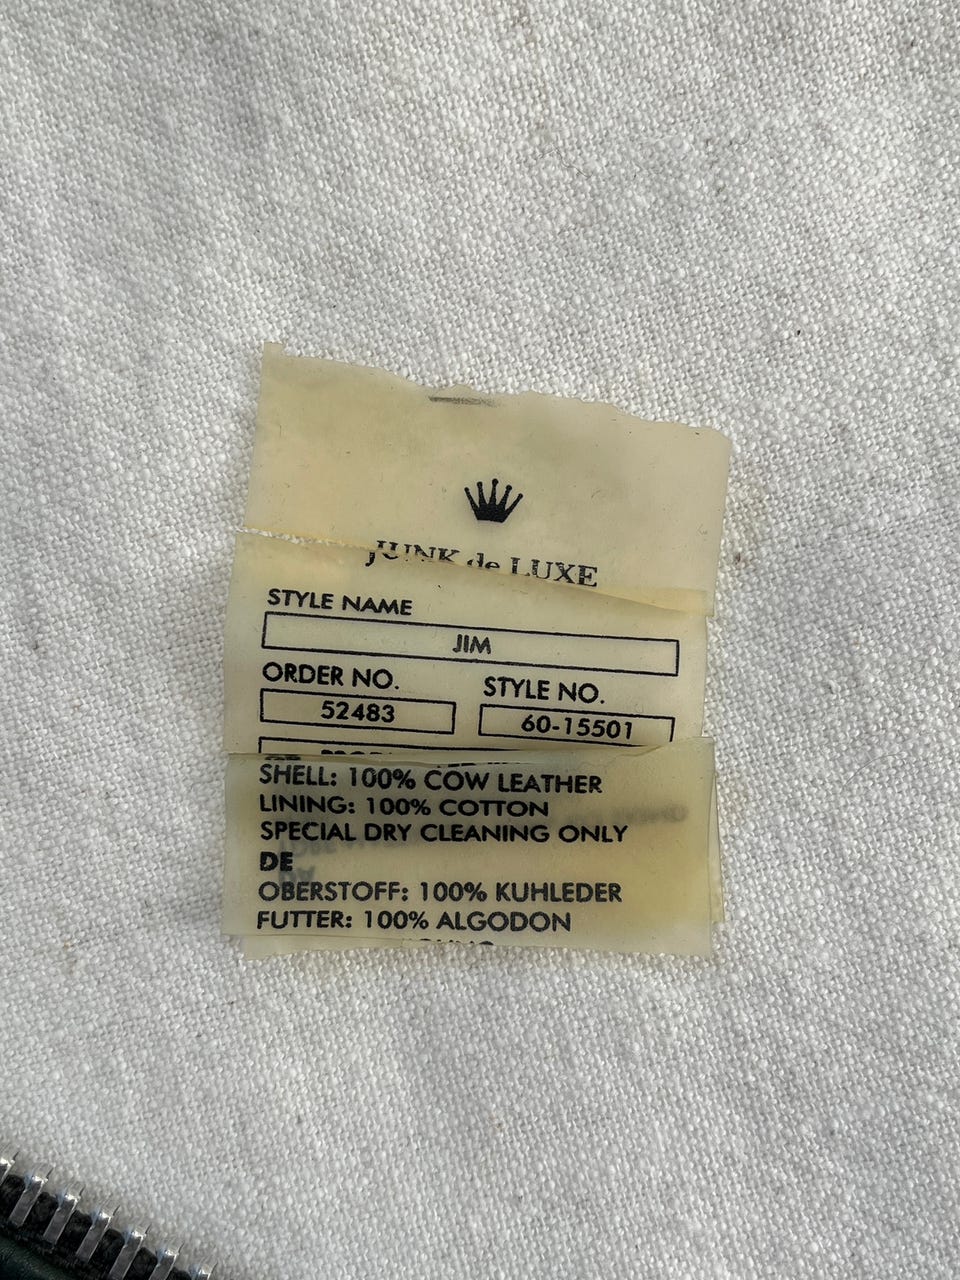 JUNK de LUXE
STYLE NAME
JIM
ORDER NO.
STYLE NO.
52483
60-15501
SHELL: 100% COW LEATHER
LINING: 100% COTTON
SPECIAL DRY CLEANING ONLY
DE
OBERSTOFF: 100% KUHLEDER
FUTTER: 100% ALGODON